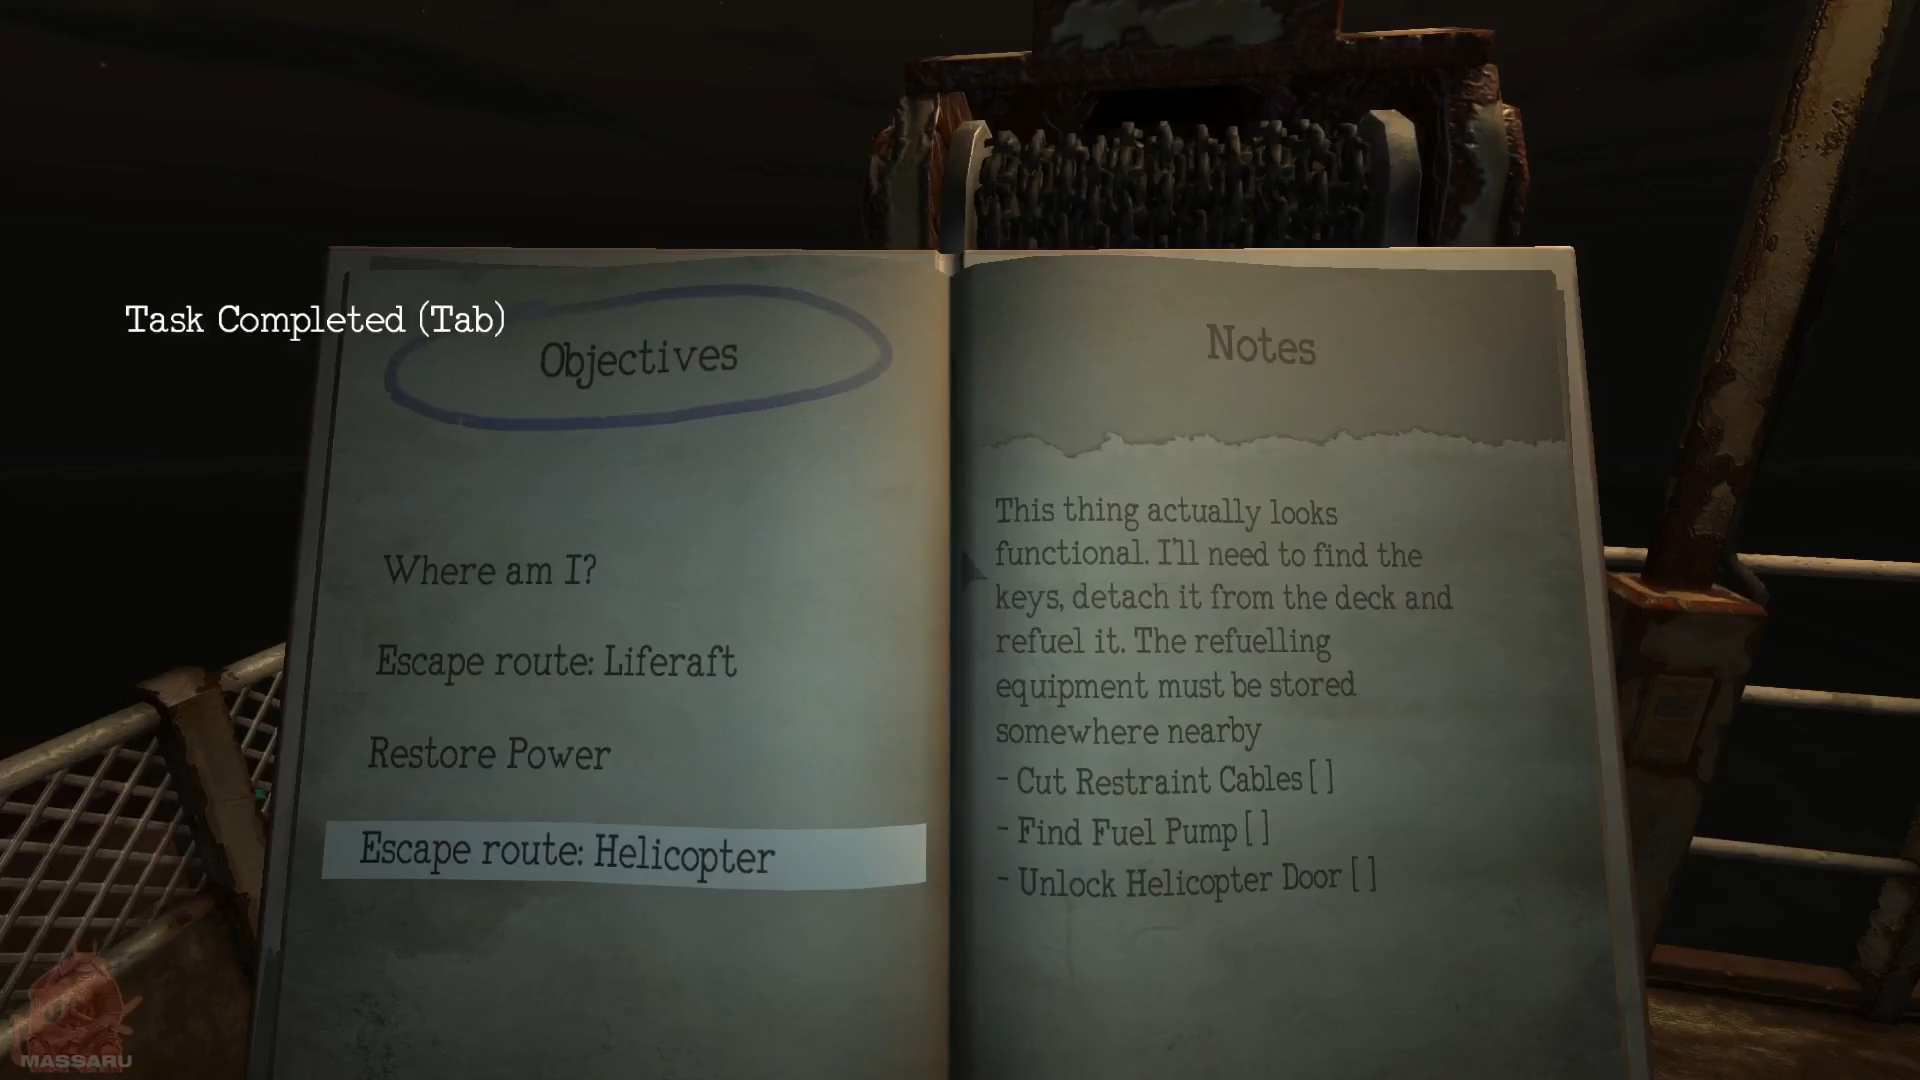 Task Completed (Tab)
Objectives
Where am I?
Escape route: Liferaft
Restore Power
Escape route: Helicopter
Notes
This thing actually looks
functional. I'll need to find the
keys, detach it from the deck and
refuel it. The refuelling
equipment must be stored
somewhere nearby
- Cut Restraint Cables [ ]
- Find Fuel Pump [ ]
- Unlock Helicopter Door [ ]
MASSARU